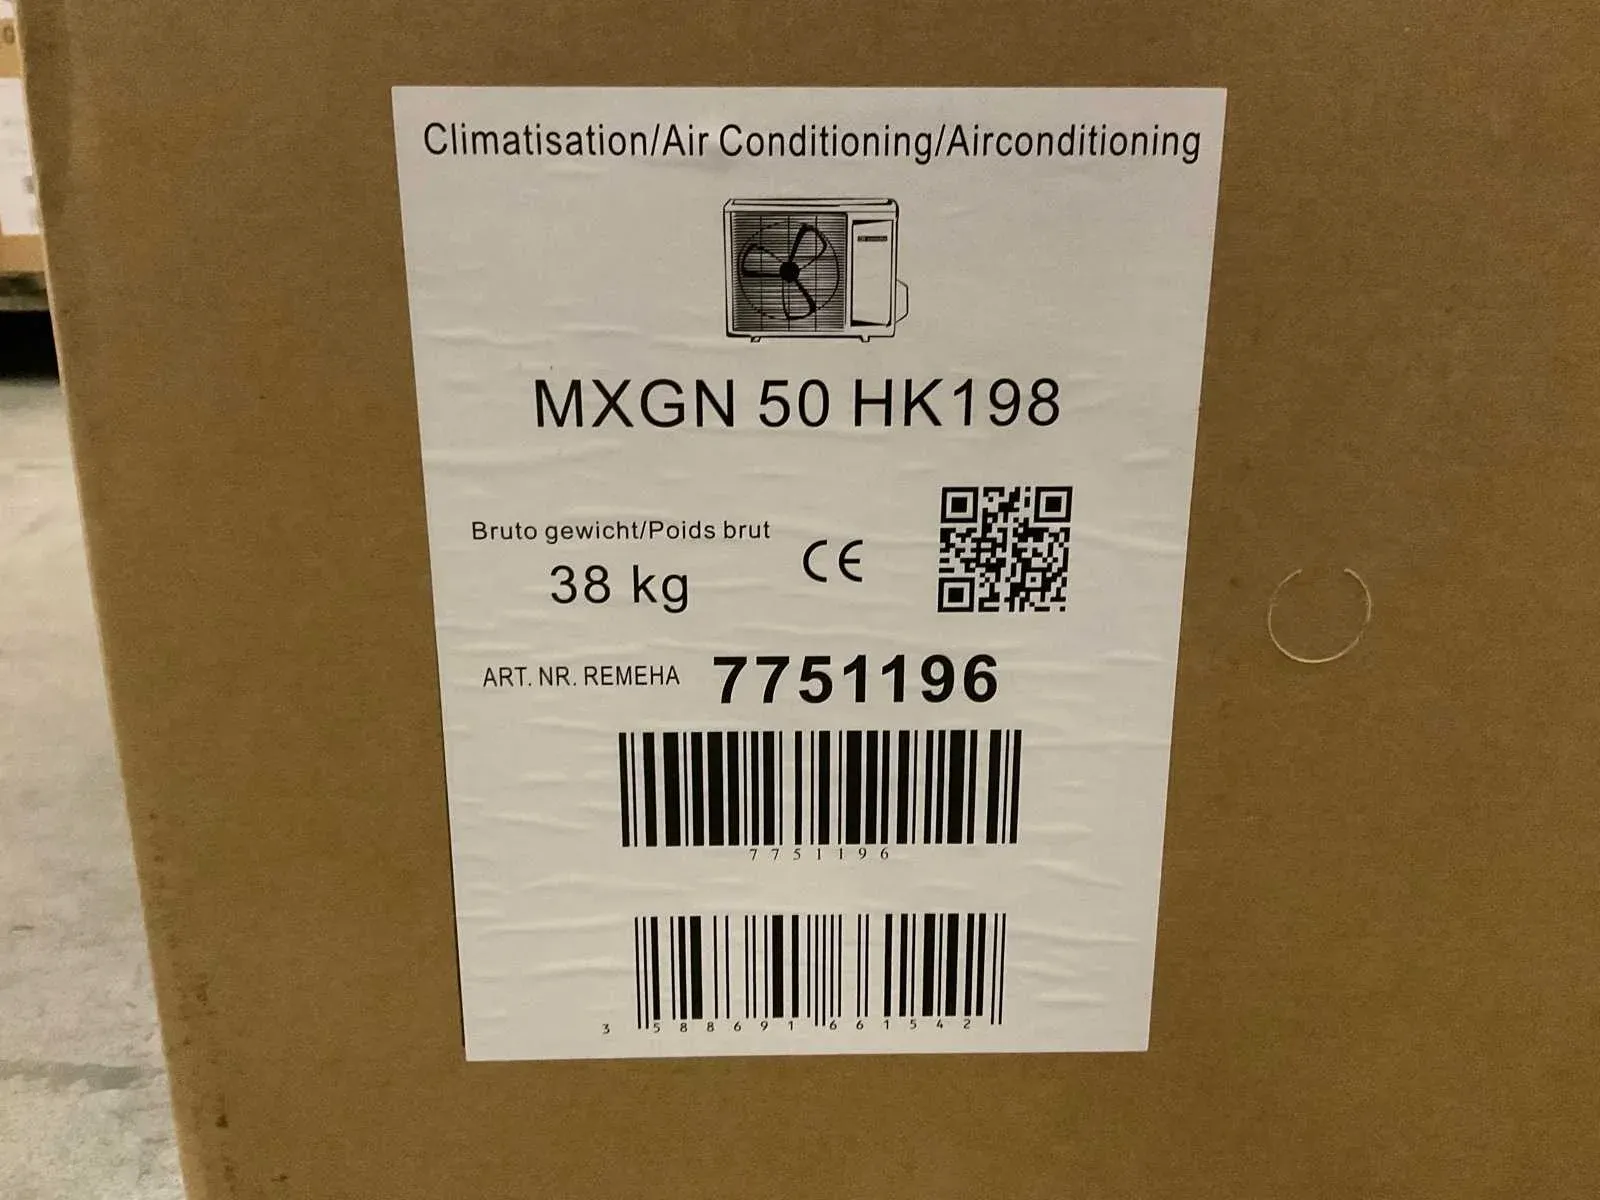 Climatisation/Air Conditioning/Airconditioning
MXGN 50 HK198
Bruto gewicht/Poids brut
38 kg
CE
ART. NR. REMEHA 7751196
7751196
3 588691 661542